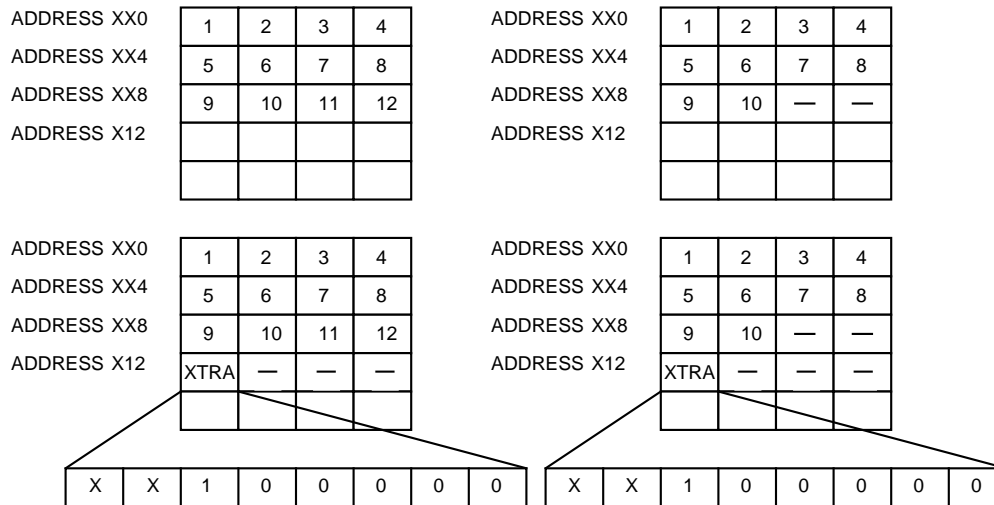 ADDRESS XX0 1 2 3 4 ADDRESS XX0 1 2 3 4
ADDRESS XX4 5 6 7 8 ADDRESS XX4 5 6 7 8
ADDRESS XX8 9 10 11 12 ADDRESS XX8 9 10 — —
ADDRESS X12 ADDRESS X12
ADDRESS XX0 1 2 3 4 ADDRESS XX0 1 2 3 4
ADDRESS XX4 5 6 7 8 ADDRESS XX4 5 6 7 8
ADDRESS XX8 9 10 11 12 ADDRESS XX8 9 10 — —
ADDRESS X12 XTRA — — — ADDRESS X12 XTRA — — —
X X 1 0 0 0 0 0 X X 1 0 0 0 0 0